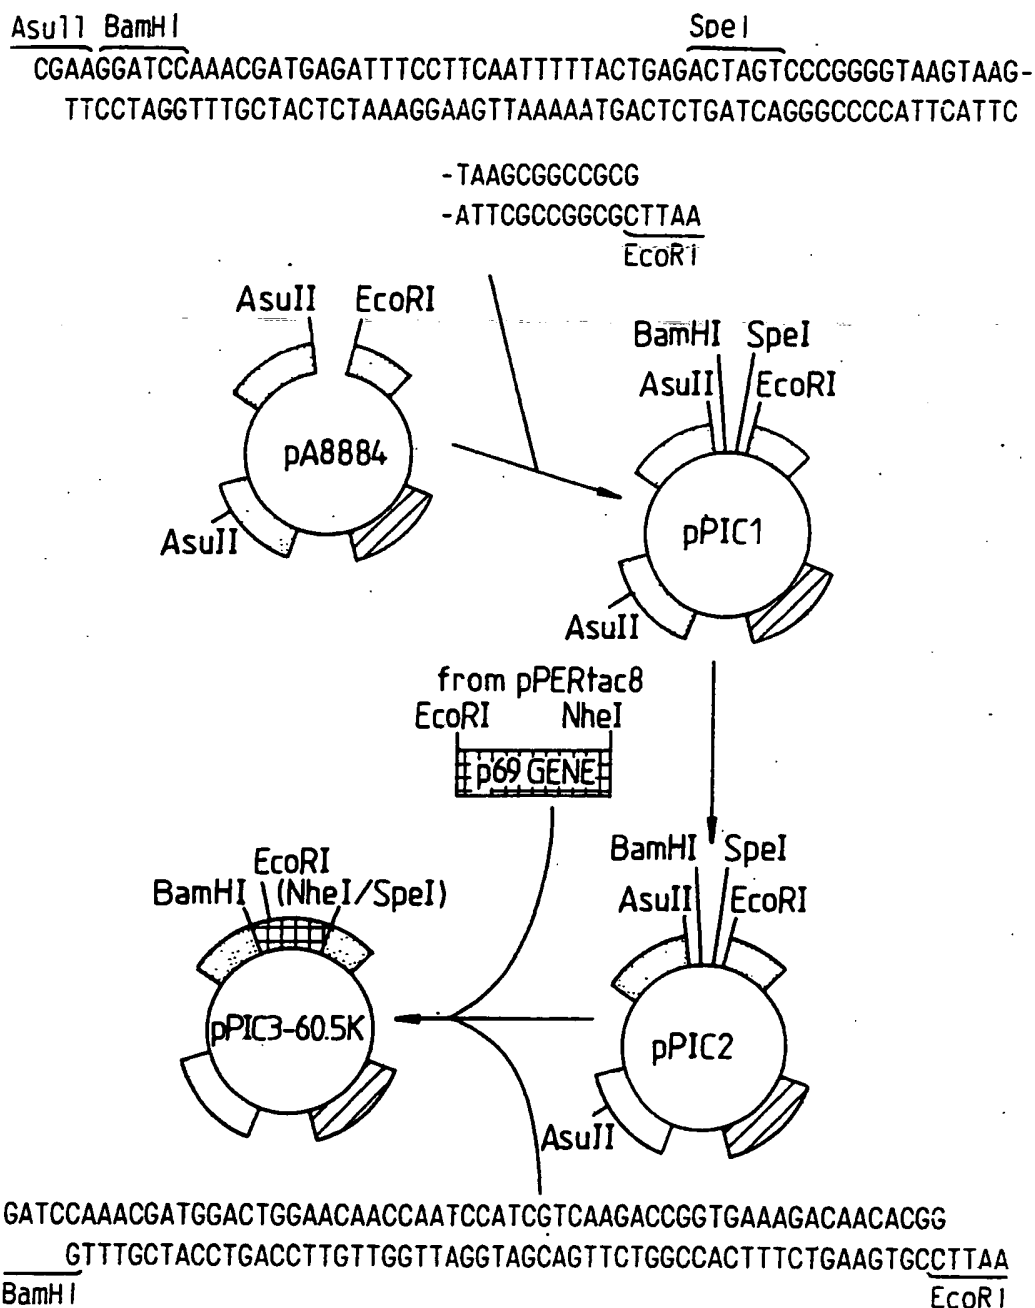 Asu11 BamHI SpeI
CGAAGGATCCAAACGATGAGATTTCCTTCAATTTTTACTGAGACTAGTCCCGGGGTAAGTAAG-
TTCCTAGGTTTGCTACTCTAAAGGAAGTTAAAAATGACTCTGATCAGGGCCCCATTCATTC
-TAAGCGGCCGCG
-ATTCGCCGGCGCTTAA
EcoRI
AsuII EcoRI
pA8884
AsuII
BamHI SpeI
AsuII EcoRI
pPIC1
AsuII
from pPERtac8
EcoRI NheI
p69 GENE
BamHI SpeI
AsuII EcoRI
pPIC2
AsuII
EcoRI
BamHI (NheI/SpeI)
pPIC3-60.5K
GATCCAAACGATGGACTGGAACAACCAATCCATCGTCAAGACCGGTGAAAGACAACACGG
GTTTGCTACCTGACCTTGTTGGTTAGGTAGCAGTTCTGGCCACTTTCTGAAGTGCCTTAA
BamHI EcoRI